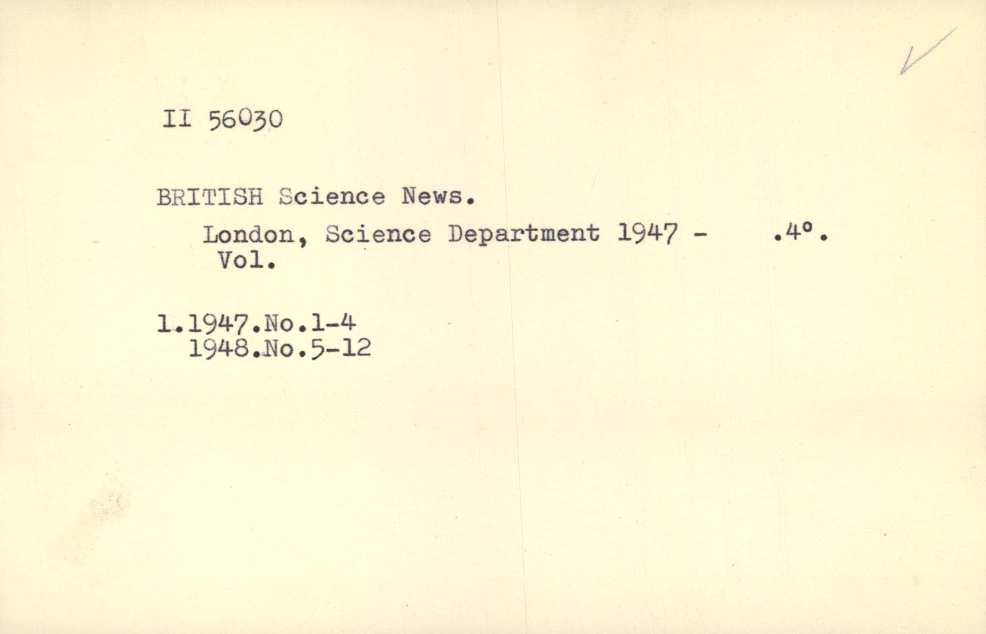 II 56030
BRITISH Science News.
London, Science Department 1947 - .4°.
Vol.
1.1947.No.1-4
1948.No.5-12